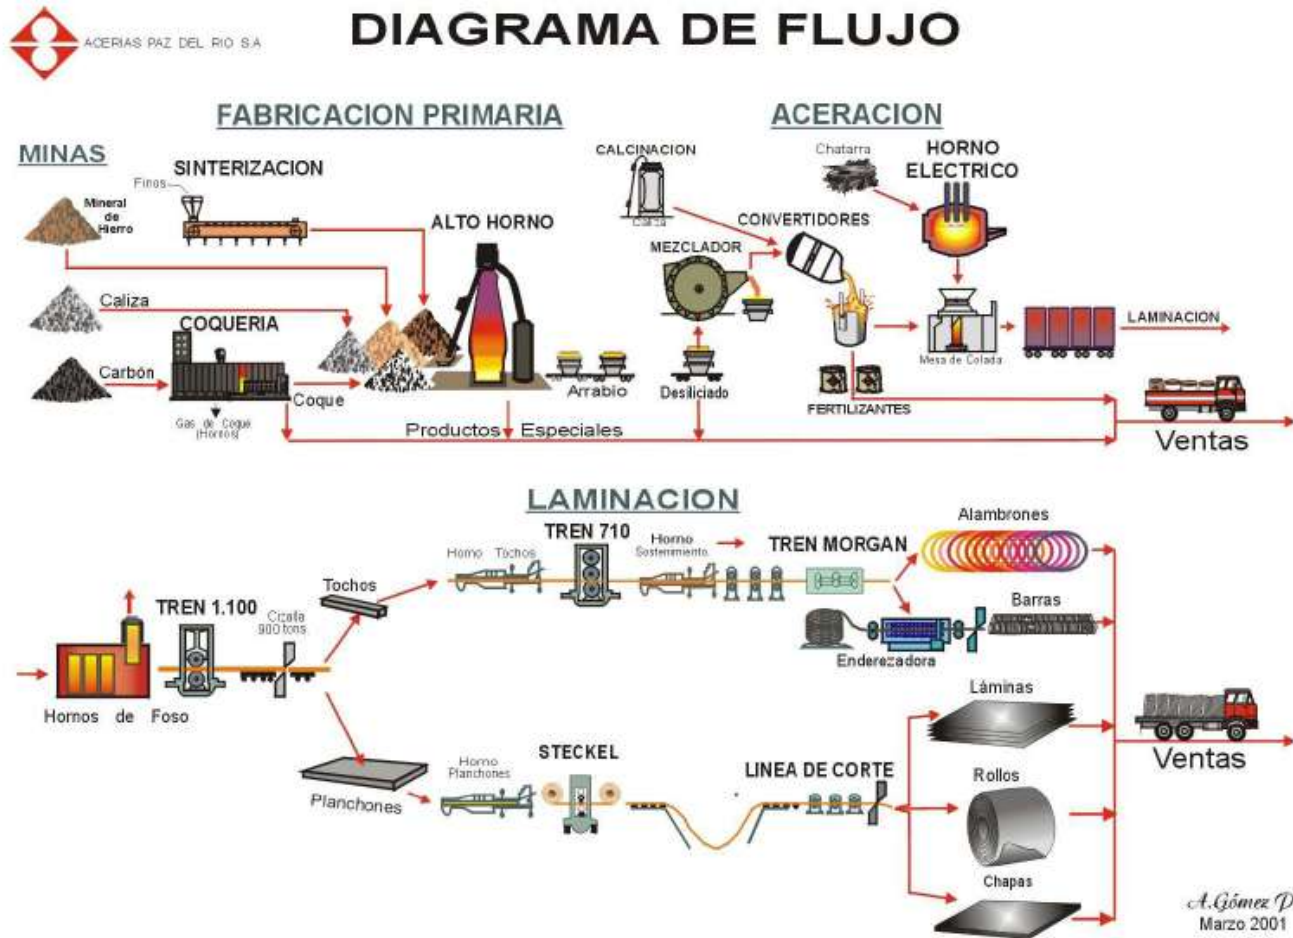 ACERIAS PAZ DEL RIO S.A
DIAGRAMA DE FLUJO
FABRICACION PRIMARIA
ACERACION
MINAS
SINTERIZACION
Finos
Mineral
de
Hierro
ALTO HORNO
CALCINACION
Caliza
Chatarra
HORNO
ELECTRICO
CONVERTIDORES
MEZCLADOR
Caliza
COQUERIA
Carbón
Coque
Gas de Coque
(Hornos)
Arrabio
Desiliciado
Mesa de Colada
LAMINACION
FERTILIZANTES
Productos Especiales
Ventas
LAMINACION
TREN 710
Horno Tochos
Horno
Sostenimiento
TREN MORGAN
Alambrones
Tochos
TREN 1.100
Cizalla
900 tons
Barras
Enderezadora
Hornos de Foso
Láminas
STECKEL
Horno
Planchones
LINEA DE CORTE
Ventas
Planchones
Rollos
Chapas
A. Gómez P
Marzo 2001